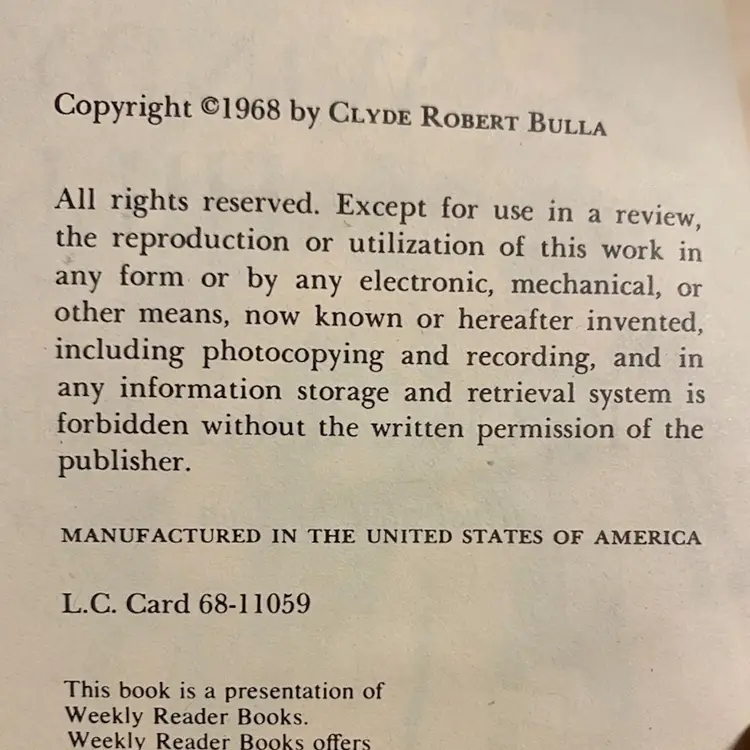 Copyright ©1968 by CLYDE ROBERT BULLA
All rights reserved. Except for use in a review,
the reproduction or utilization of this work in
any form or by any electronic, mechanical, or
other means, now known or hereafter invented,
including photocopying and recording, and in
any information storage and retrieval system is
forbidden without the written permission of the
publisher.
MANUFACTURED IN THE UNITED STATES OF AMERICA
L.C. Card 68-11059
This book is a presentation of
Weekly Reader Books.
Weekly Reader Books offers